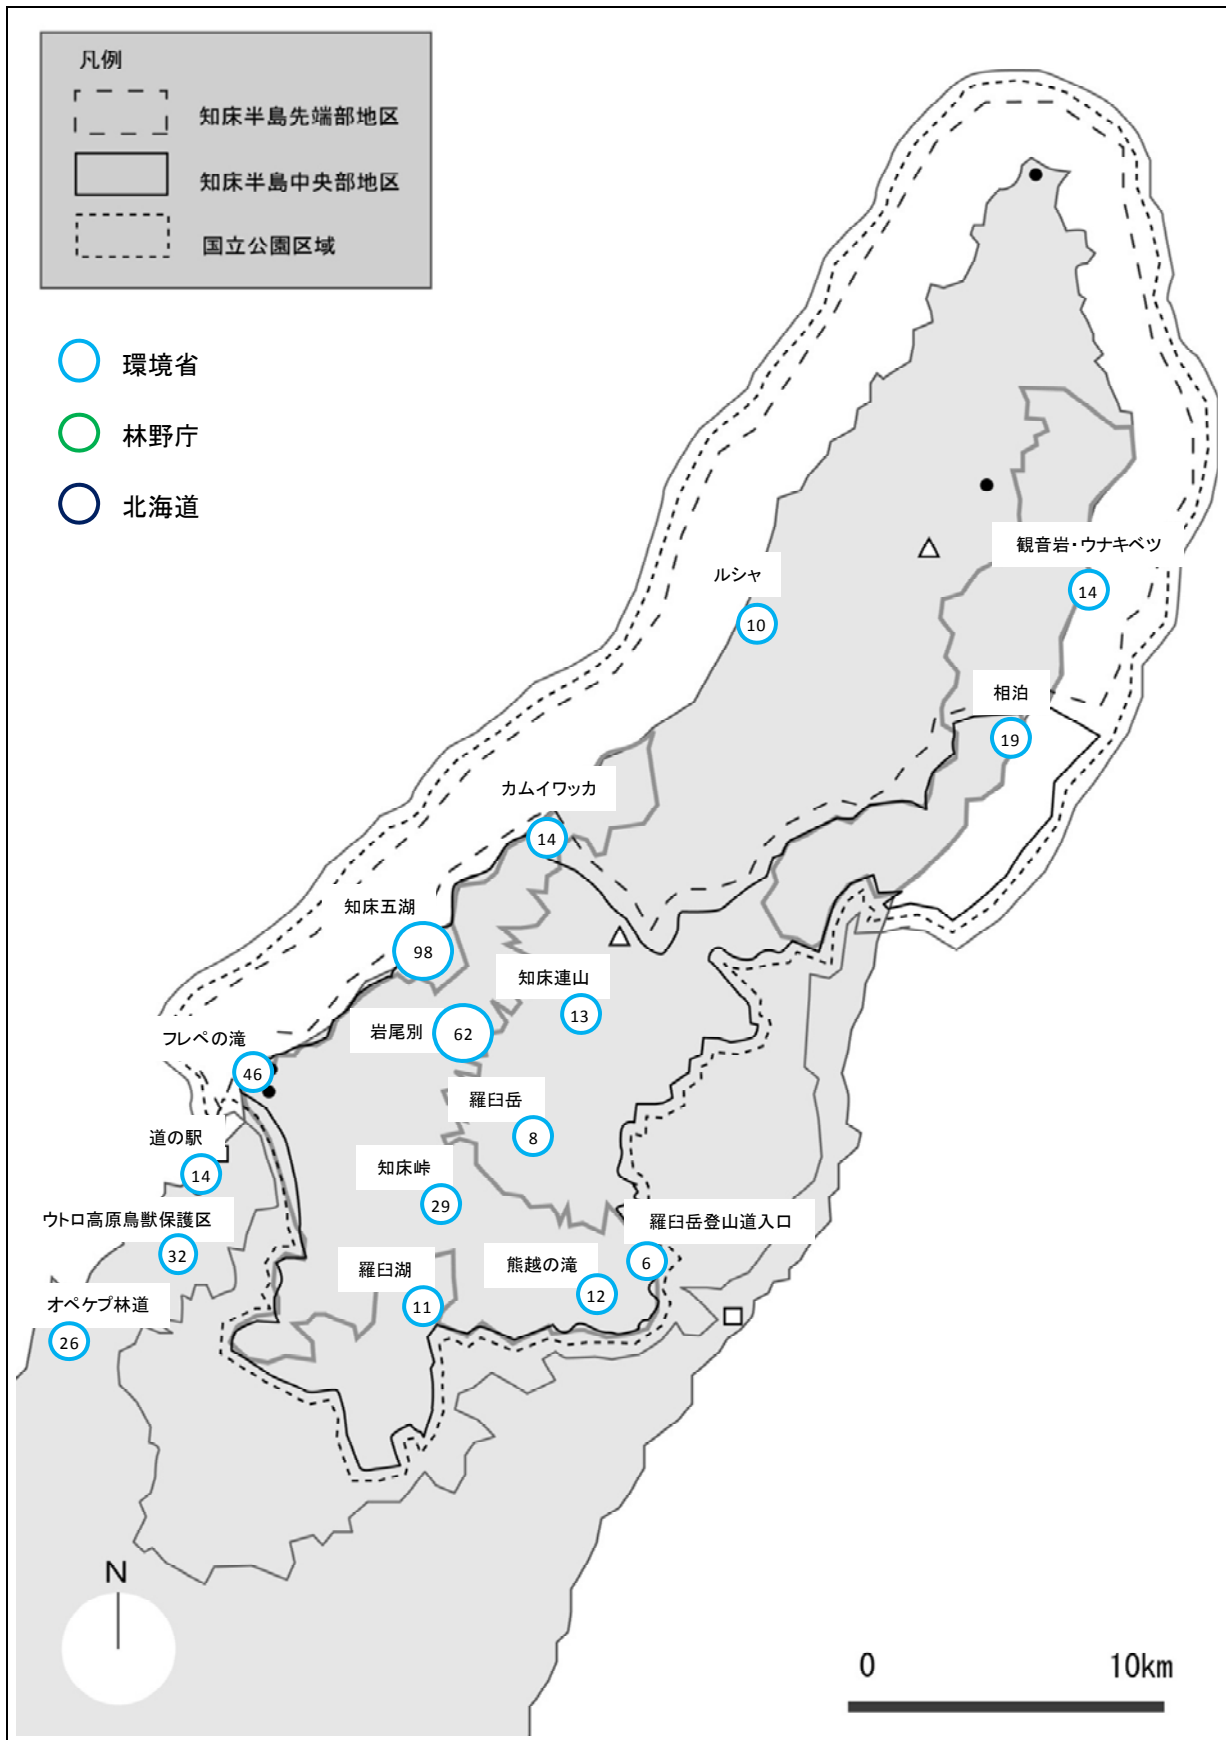 凡例
知床半島先端部地区
知床半島中央部地区
国立公園区域
環境省
林野庁
北海道
観音岩・ウナキベツ
14
ルシャ
10
相泊
19
カムイワッカ
14
知床五湖
98
知床連山
13
岩尾別
62
フレペの滝
46
羅臼岳
8
道の駅
14
知床峠
29
ウトロ高原鳥獣保護区
32
羅臼岳登山道入口
6
羅臼湖
11
熊越の滝
12
オペケプ林道
26
N
0 10km